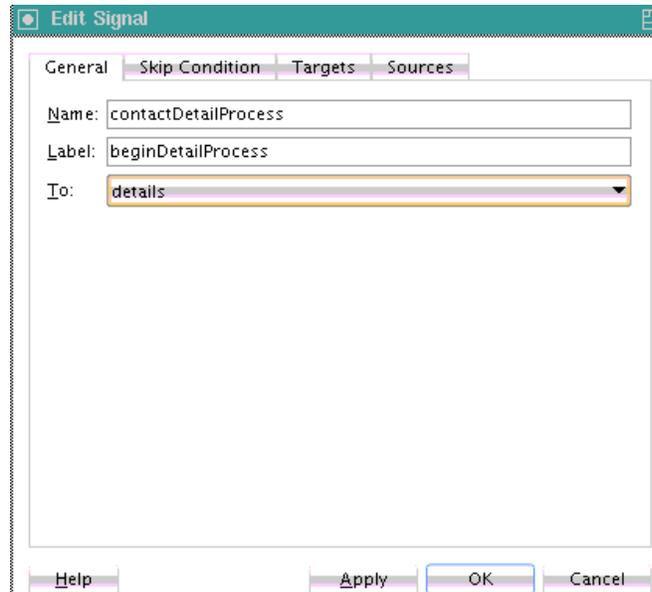 Edit Signal
General Skip Condition Targets Sources
Name: contactDetailProcess
Label: beginDetailProcess
To: details
Help Apply OK Cancel